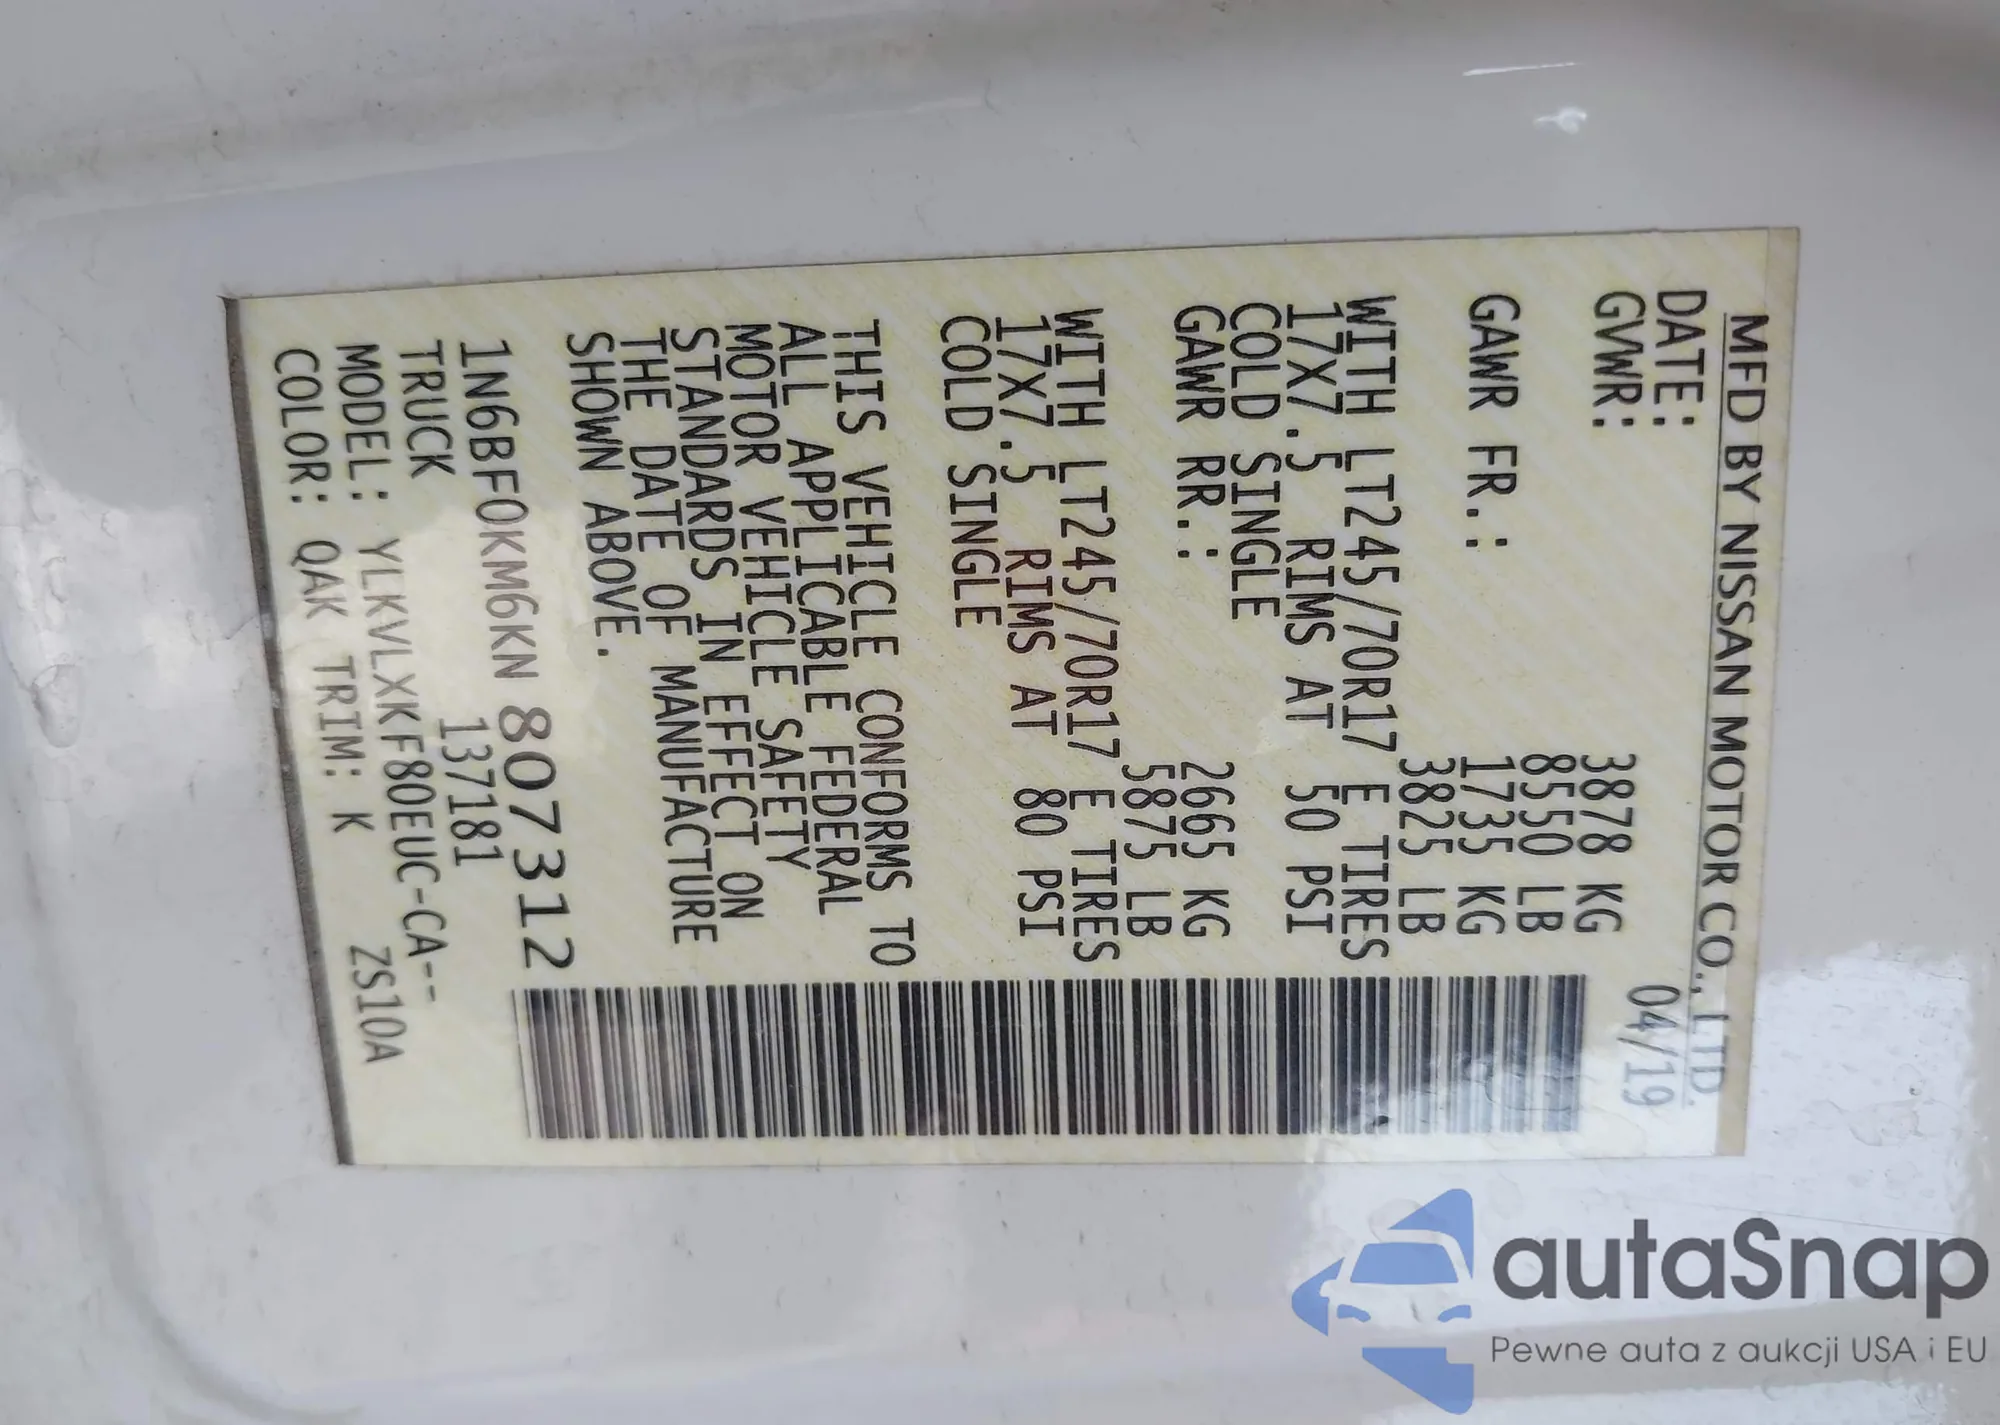 MFD BY NISSAN MOTOR CO., LTD.
DATE: 04/19
GVWR: 3878 KG
8550 LB
GAWR FR.: 1735 KG
3825 LB
WITH LT245/70R17 E TIRES
17X7.5 RIMS AT 50 PSI
COLD SINGLE
GAWR RR.: 2665 KG
5875 LB
WITH LT245/70R17 E TIRES
17X7.5 RIMS AT 80 PSI
COLD SINGLE
THIS VEHICLE CONFORMS TO
ALL APPLICABLE FEDERAL
MOTOR VEHICLE SAFETY
STANDARDS IN EFFECT ON
THE DATE OF MANUFACTURE
SHOWN ABOVE.
1N6BF0KM6KN 807312
TRUCK 137181
MODEL: YLKVLXKF80EUC-CA--
COLOR: QAK TRIM: K ZS10A
autaSnap
Pewne auta z aukcji USA i EU